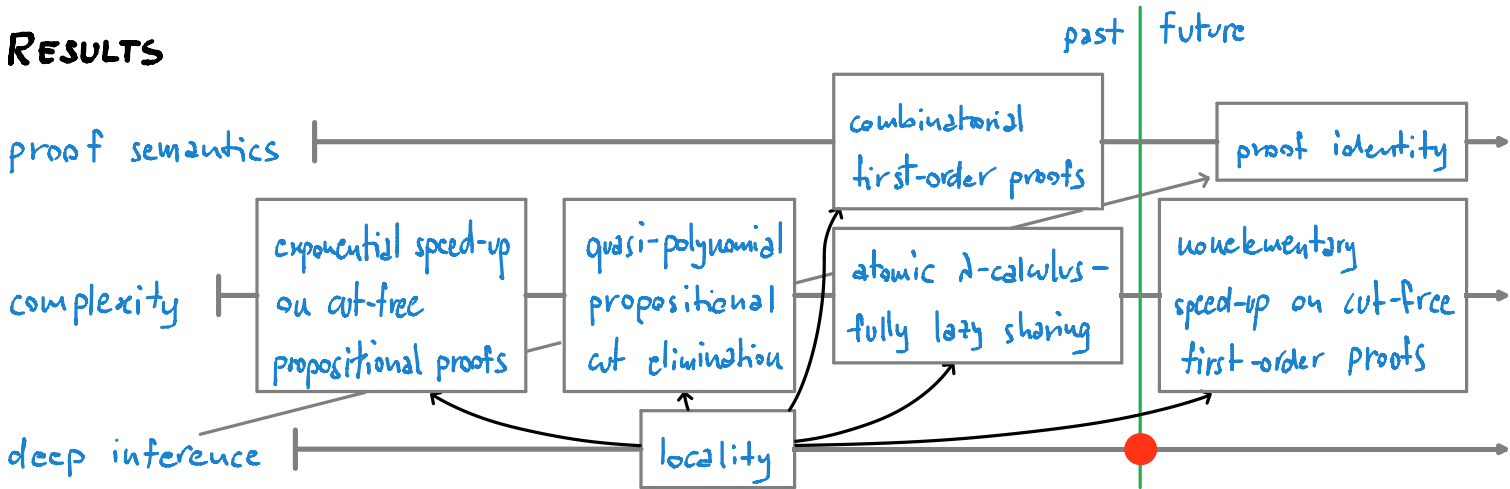 RESULTS
past future
proof semantics
combinatorial
first-order proofs
proof identity
complexity
exponential speed-up
on cut-free
propositional proofs
quasi-polynomial
propositional
cut elimination
atomic λ-calculus –
fully lazy sharing
nonelementary
speed-up on cut-free
first-order proofs
deep inference
locality